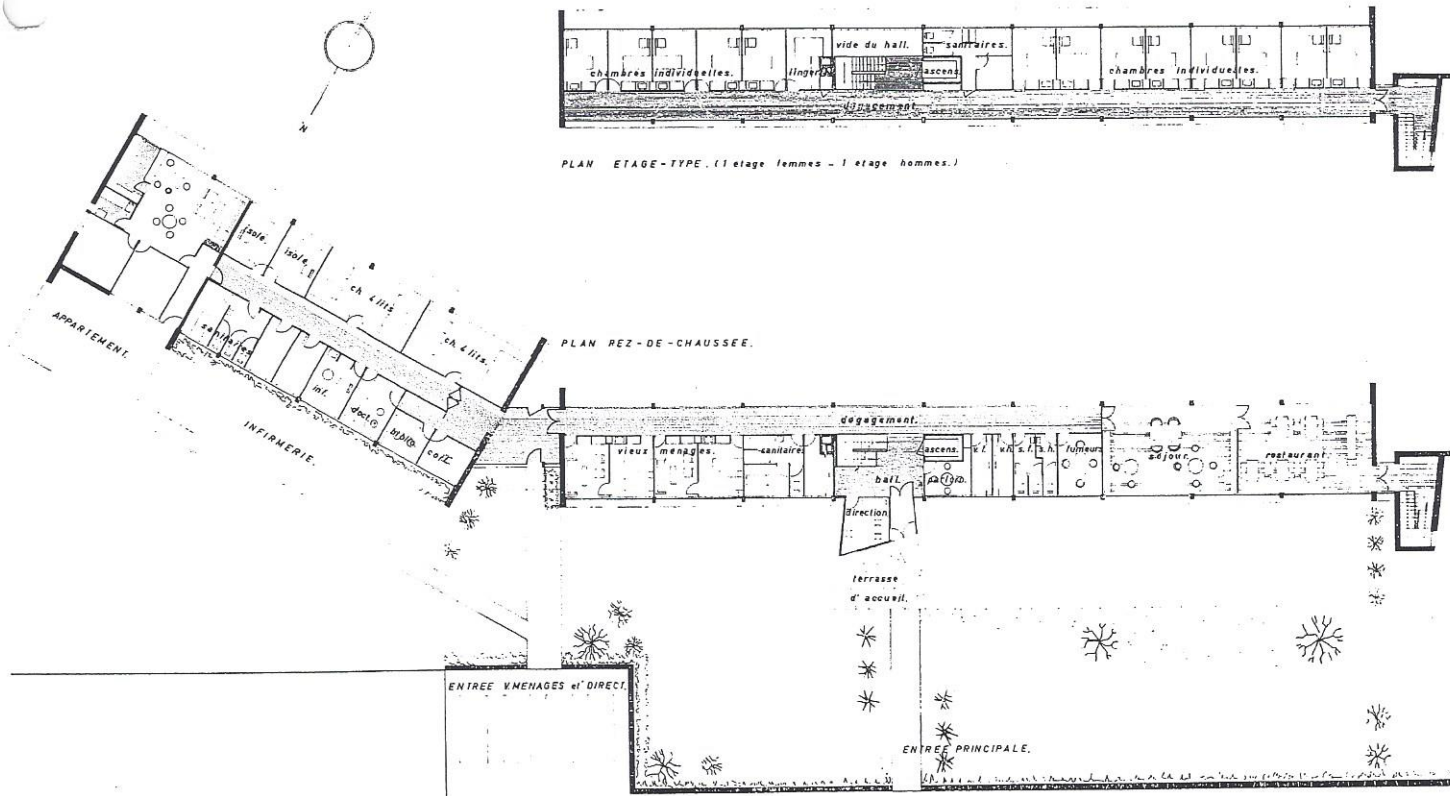 vide du hall.
sanitaires.
chambres individuelles.
lingerie
ascens.
chambres individuelles.
dégagement.
N
PLAN ETAGE-TYPE. (1 etage femmes - 1 etage hommes.)
isolé.
isolé.
ch. 4 lits
ch. 4 lits.
APPARTEMENT.
sanitaires
inf.
doct.
coif.
INFIRMERIE.
PLAN REZ-DE-CHAUSSEE.
dégagement.
vieux ménages.
sanitaires
ascens.
v.f.
v.h.
s.f.
s.h.
fumeurs
séjour.
restaurant.
hall.
parloir.
direction
terrasse
d'accueil.
ENTREE V.MENAGES et DIRECT.
ENTREE PRINCIPALE.